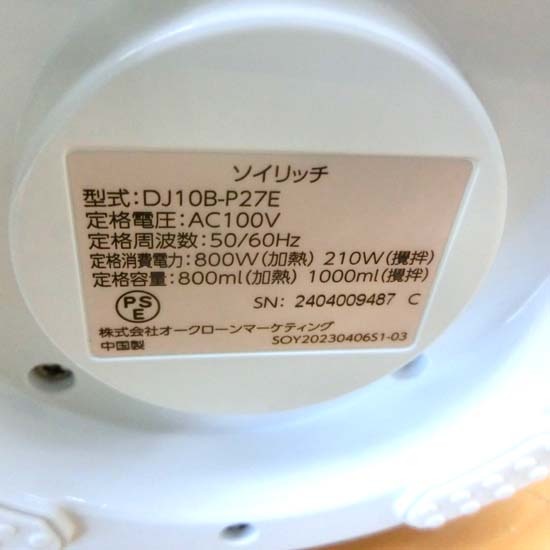 ソイリッチ
型式:DJ10B-P27E
定格電圧:AC100V
定格周波数:50/60Hz
定格消費電力:800W(加熱) 210W(攪拌)
定格容量:800ml(加熱) 1000ml(攪拌)
SN: 2404009487 C
PSE
株式会社オークローンマーケティング
中国製 SOY20230406S1-03